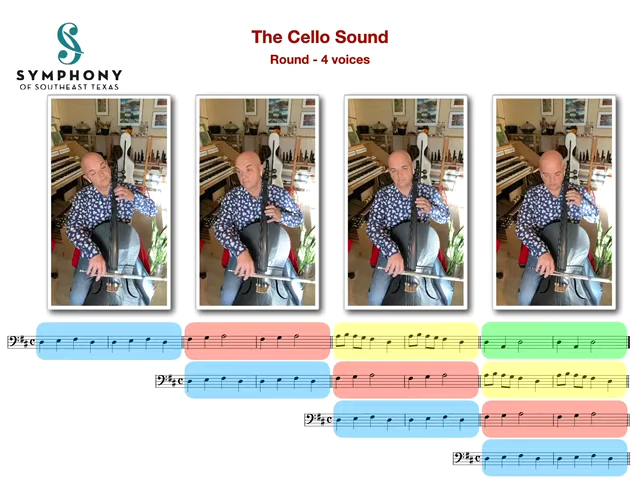 The Cello Sound
Round - 4 voices
SYMPHONY
OF SOUTHEAST TEXAS